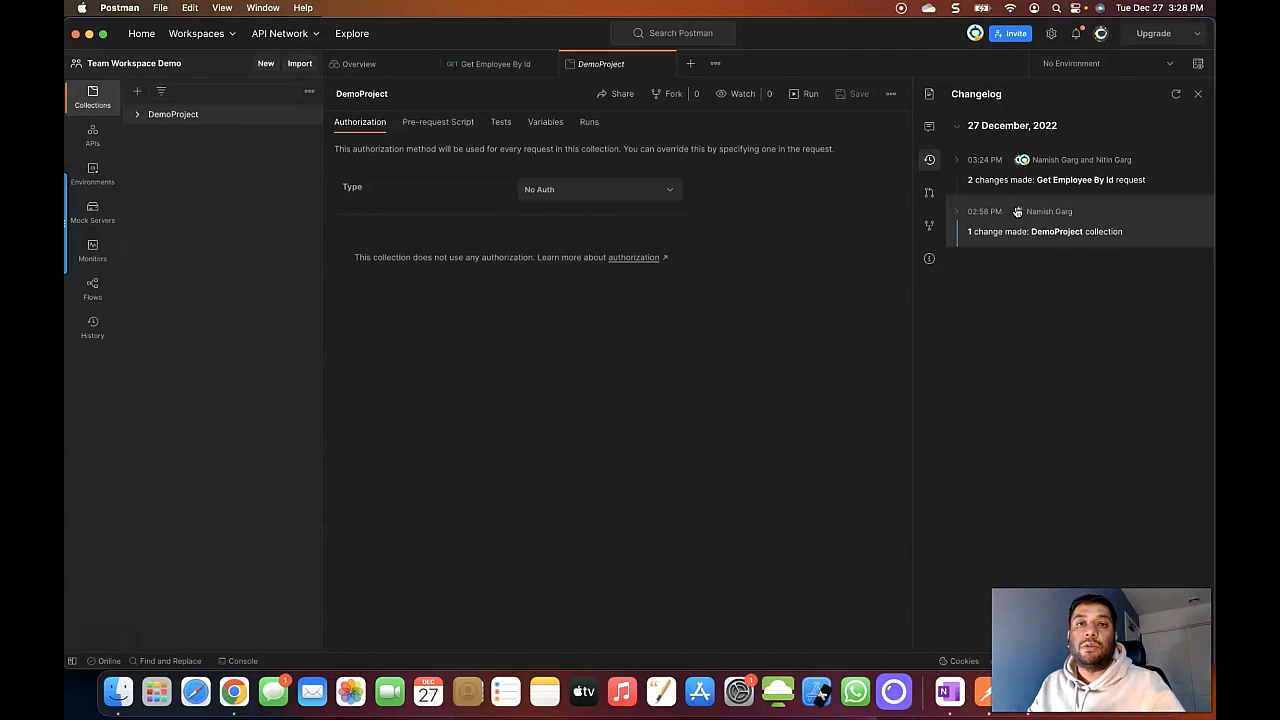 Postman File Edit View Window Help
Tue Dec 27 3:28 PM
Home Workspaces API Network Explore
Search Postman
Invite
Upgrade
Team Workspace Demo
New Import
Overview
GET Get Employee By Id
DemoProject
No Environment
Collections
APIs
Environments
Mock Servers
Monitors
Flows
History
DemoProject
DemoProject
Share Fork 0 Watch 0 Run Save
Authorization Pre-request Script Tests Variables Runs
This authorization method will be used for every request in this collection. You can override this by specifying one in the request.
Type No Auth
This collection does not use any authorization. Learn more about authorization ↗
Changelog
27 December, 2022
03:24 PM Namish Garg and Nitin Garg
2 changes made: Get Employee By Id request
02:58 PM Namish Garg
1 change made: DemoProject collection
Online Find and Replace Console
Cookies
1
DEC
27
tv
1
N